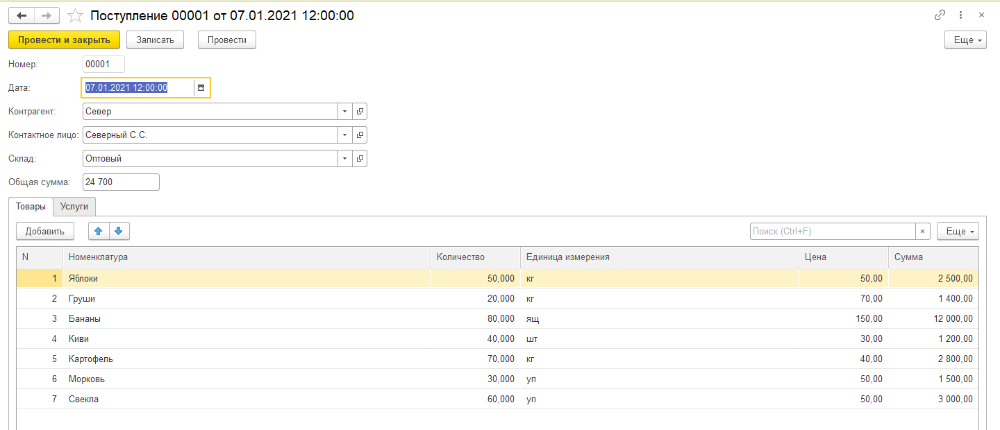 Поступление 00001 от 07.01.2021 12:00:00
Провести и закрыть Записать Провести Еще
Номер: 00001
Дата: 07.01.2021 12:00:00
Контрагент: Север
Контактное лицо: Северный С.С.
Склад: Оптовый
Общая сумма: 24 700
Товары Услуги
Добавить Поиск (Ctrl+F) × Еще
N Номенклатура Количество Единица измерения Цена Сумма
1 Яблоки 50,000 кг 50,00 2 500,00
2 Груши 20,000 кг 70,00 1 400,00
3 Бананы 80,000 ящ 150,00 12 000,00
4 Киви 40,000 шт 30,00 1 200,00
5 Картофель 70,000 кг 40,00 2 800,00
6 Морковь 30,000 уп 50,00 1 500,00
7 Свекла 60,000 уп 50,00 3 000,00